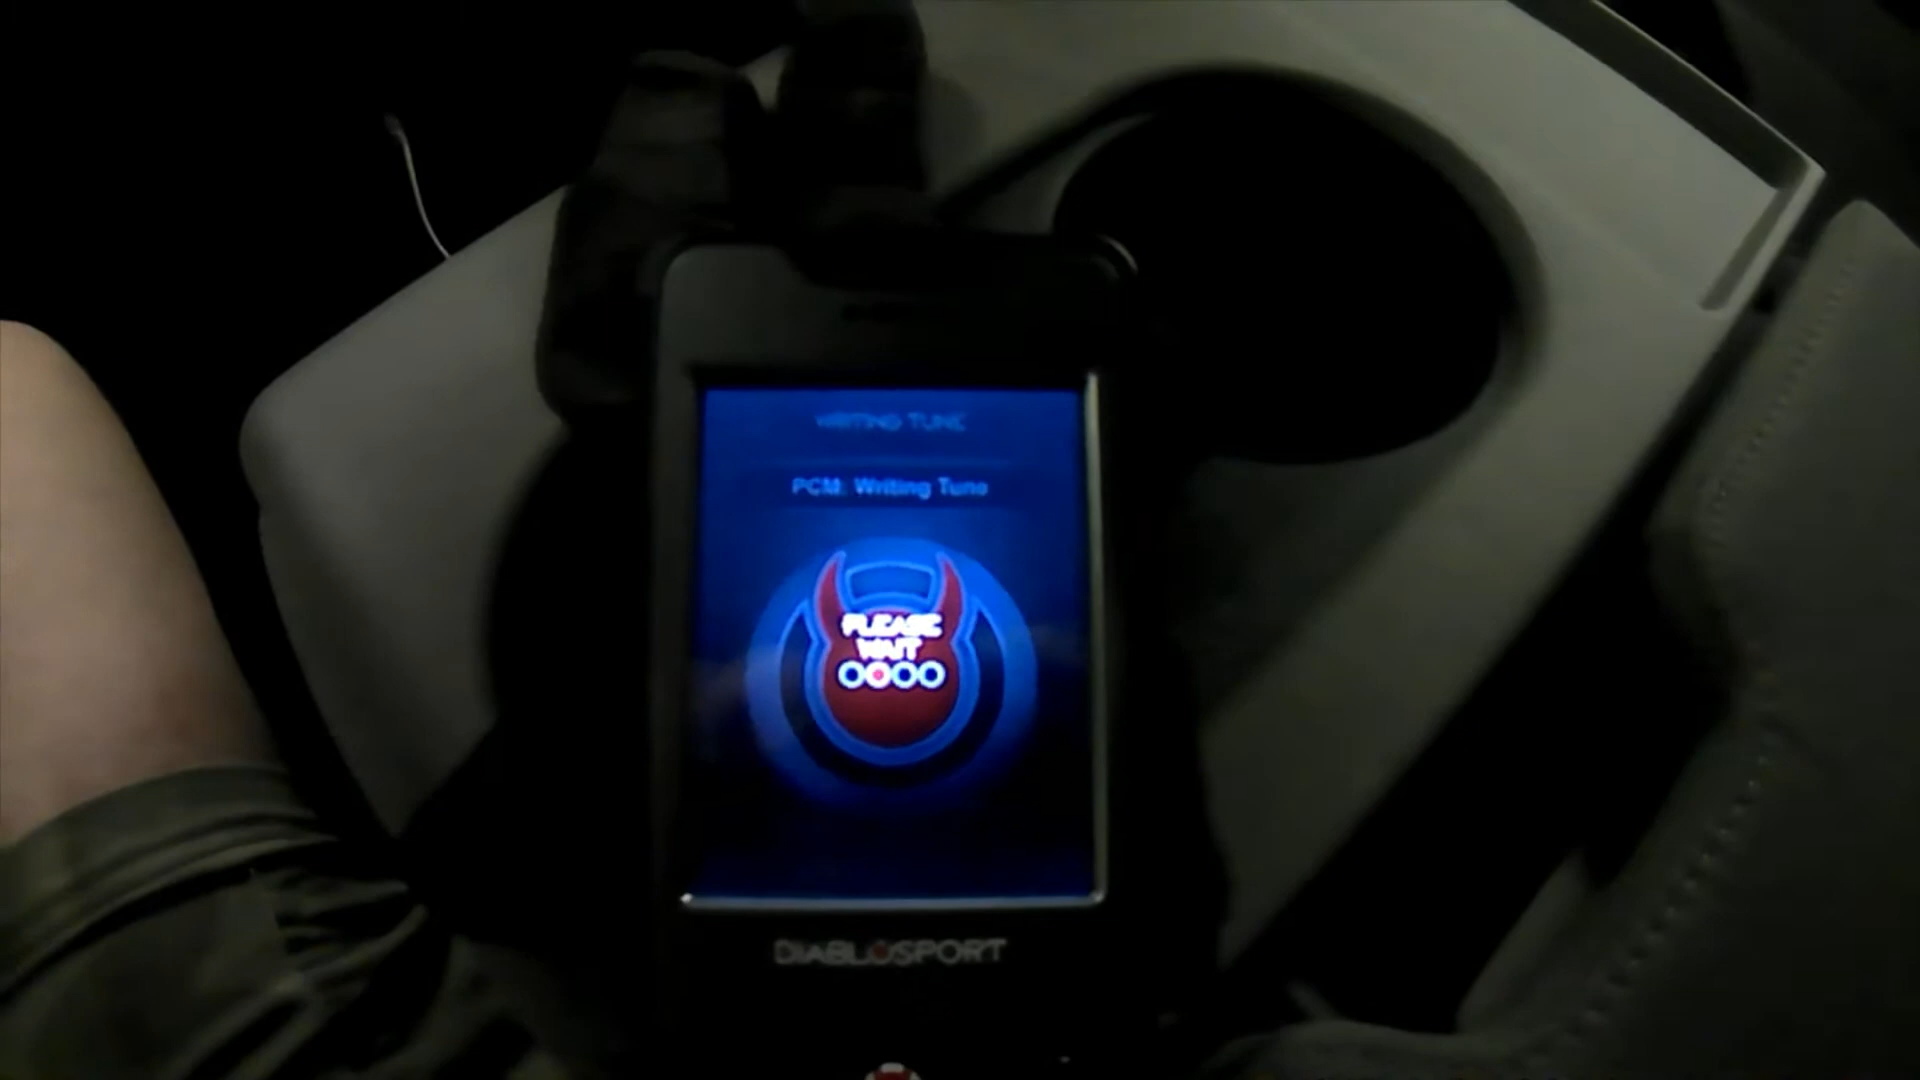 WRITING TUNE
PCM: Writing Tune
PLEASE
WAIT
DIABLOSPORT